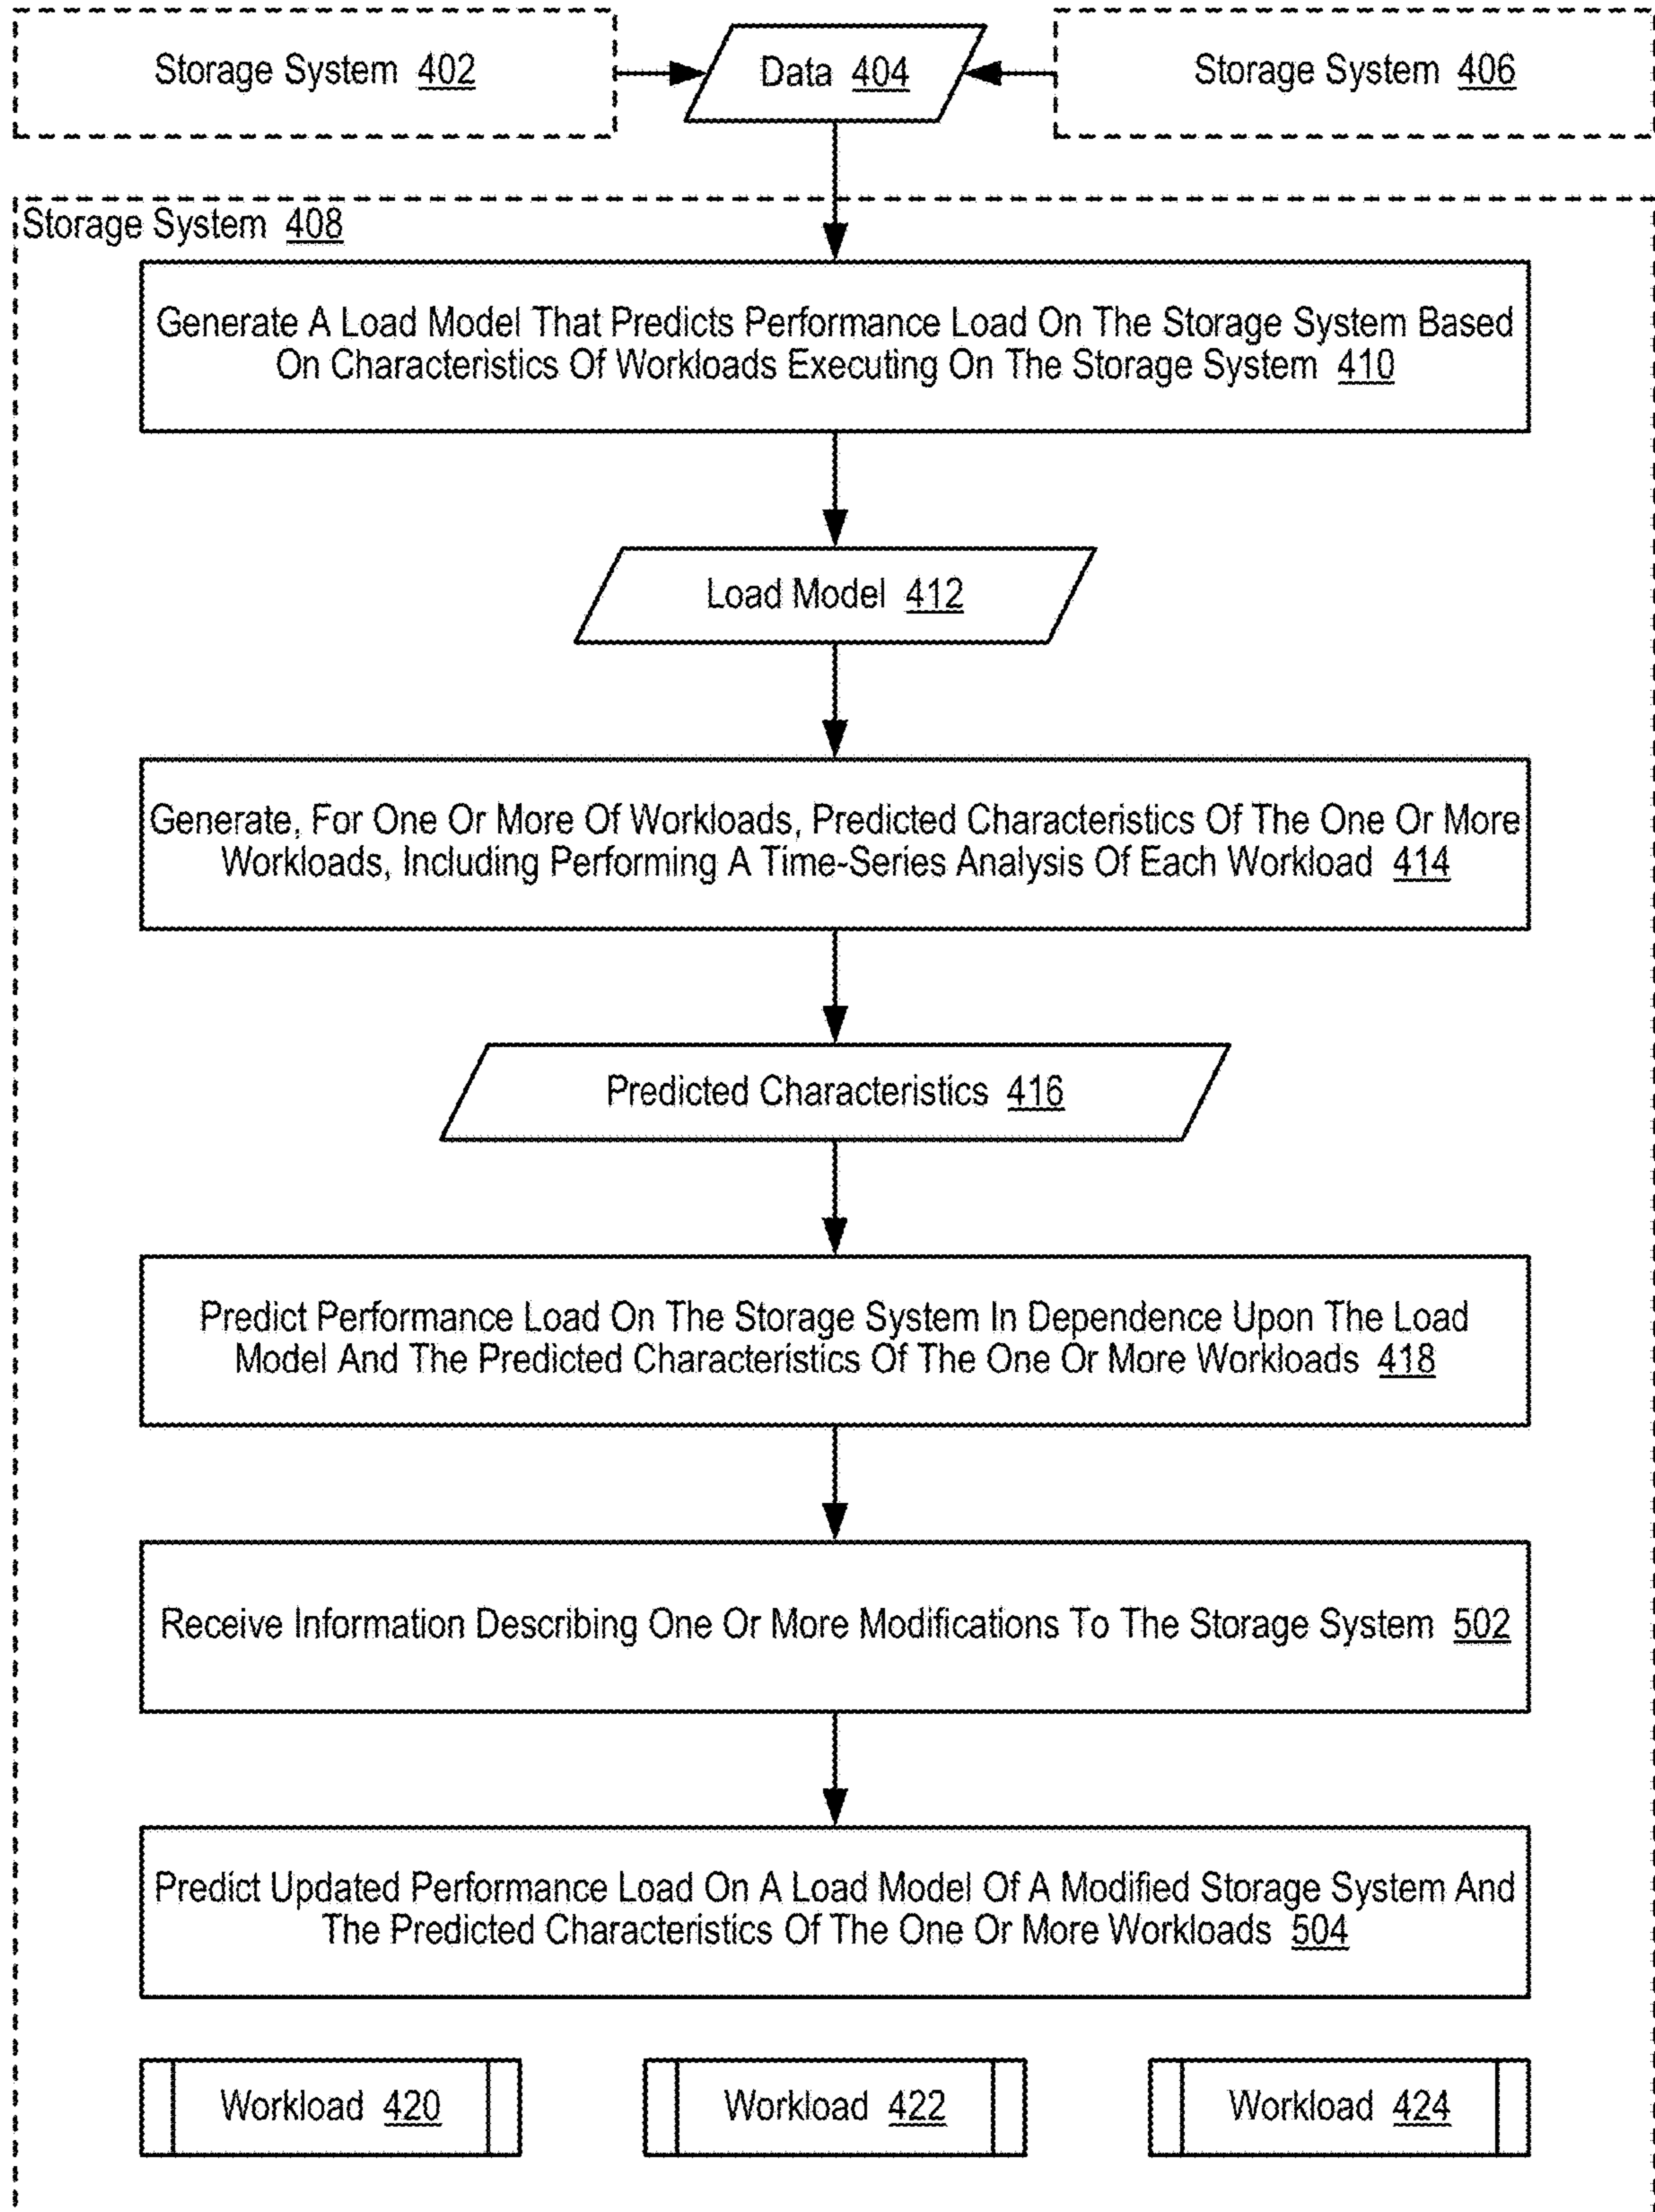 Storage System 402
Data 404
Storage System 406
Storage System 408
Generate A Load Model That Predicts Performance Load On The Storage System Based
On Characteristics Of Workloads Executing On The Storage System 410
Load Model 412
Generate, For One Or More Of Workloads, Predicted Characteristics Of The One Or More
Workloads, Including Performing A Time-Series Analysis Of Each Workload 414
Predicted Characteristics 416
Predict Performance Load On The Storage System In Dependence Upon The Load
Model And The Predicted Characteristics Of The One Or More Workloads 418
Receive Information Describing One Or More Modifications To The Storage System 502
Predict Updated Performance Load On A Load Model Of A Modified Storage System And
The Predicted Characteristics Of The One Or More Workloads 504
Workload 420
Workload 422
Workload 424